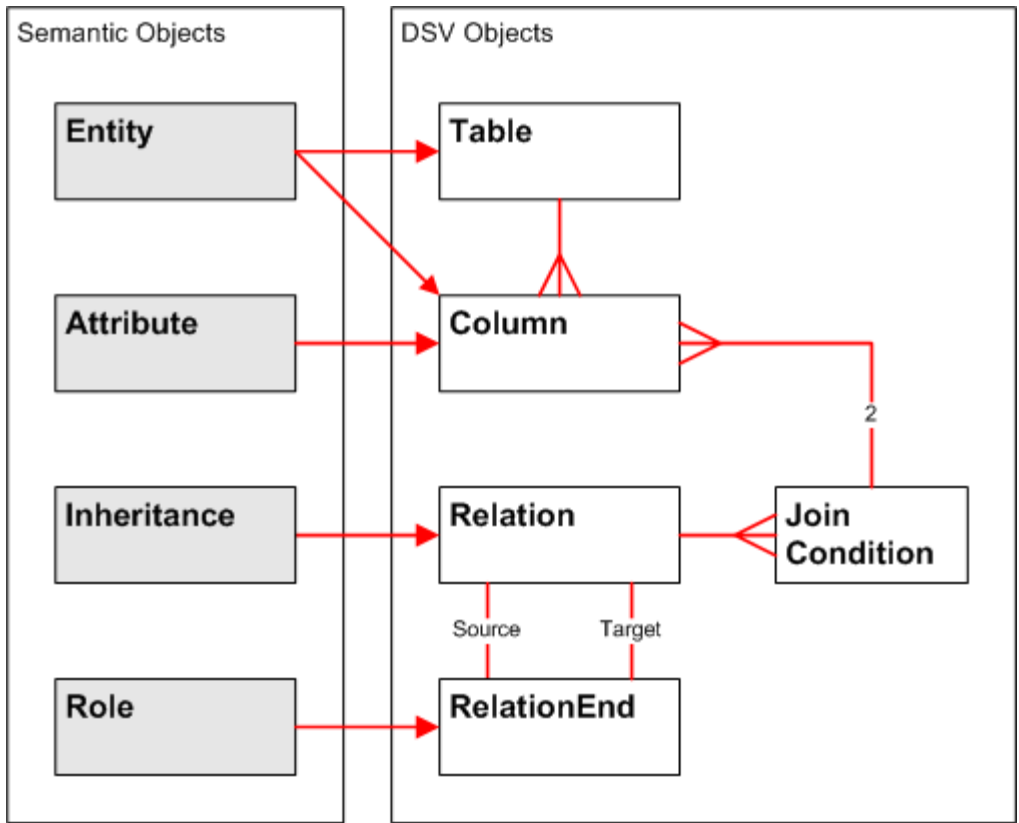 Semantic Objects
DSV Objects
Entity
Table
Attribute
Column
2
Inheritance
Relation
Join
Condition
Source
Target
Role
RelationEnd